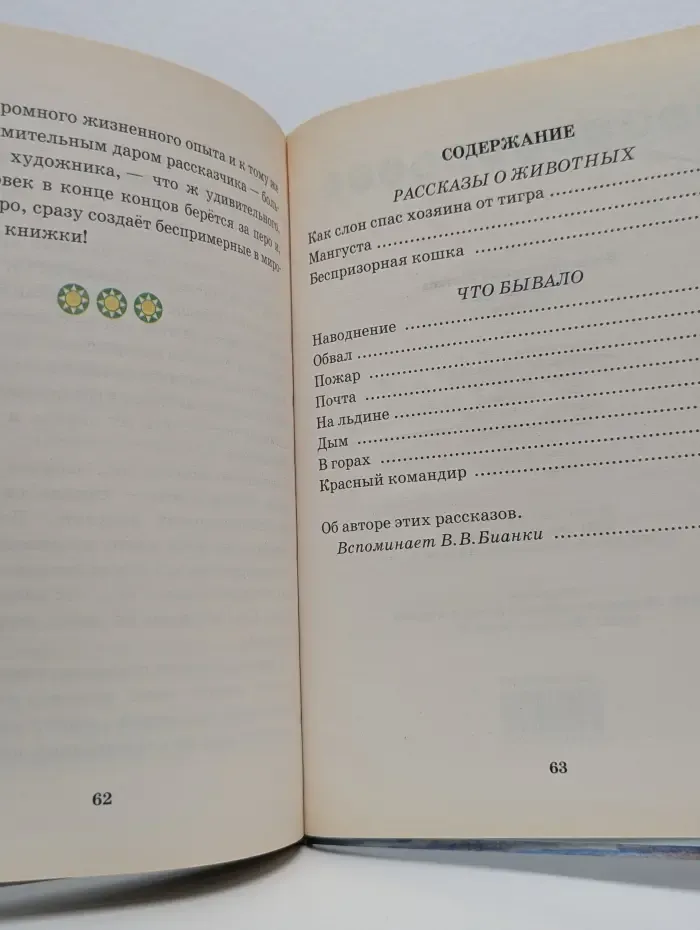 ромного жизненного опыта и к тому же
мительным даром рассказчика — боль-
художника, — что ж удивительного,
век в конце концов берётся за перо и,
ро, сразу создаёт беспримерные в миро-
книжки!
62
СОДЕРЖАНИЕ
РАССКАЗЫ О ЖИВОТНЫХ
Как слон спас хозяина от тигра
Мангуста
Беспризорная кошка
ЧТО БЫВАЛО
Наводнение
Обвал
Пожар
Почта
На льдине
Дым
В горах
Красный командир
Об авторе этих рассказов.
Вспоминает В.В.Бианки
63